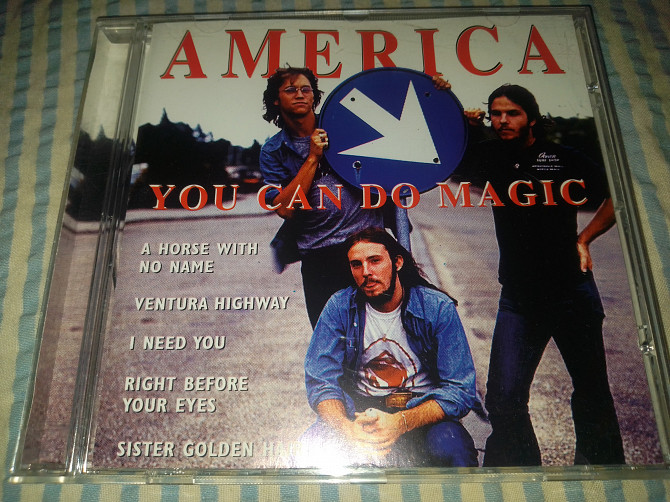 AMERICA
YOU CAN DO MAGIC
A HORSE WITH
NO NAME
VENTURA HIGHWAY
I NEED YOU
RIGHT BEFORE
YOUR EYES
SISTER GOLDEN